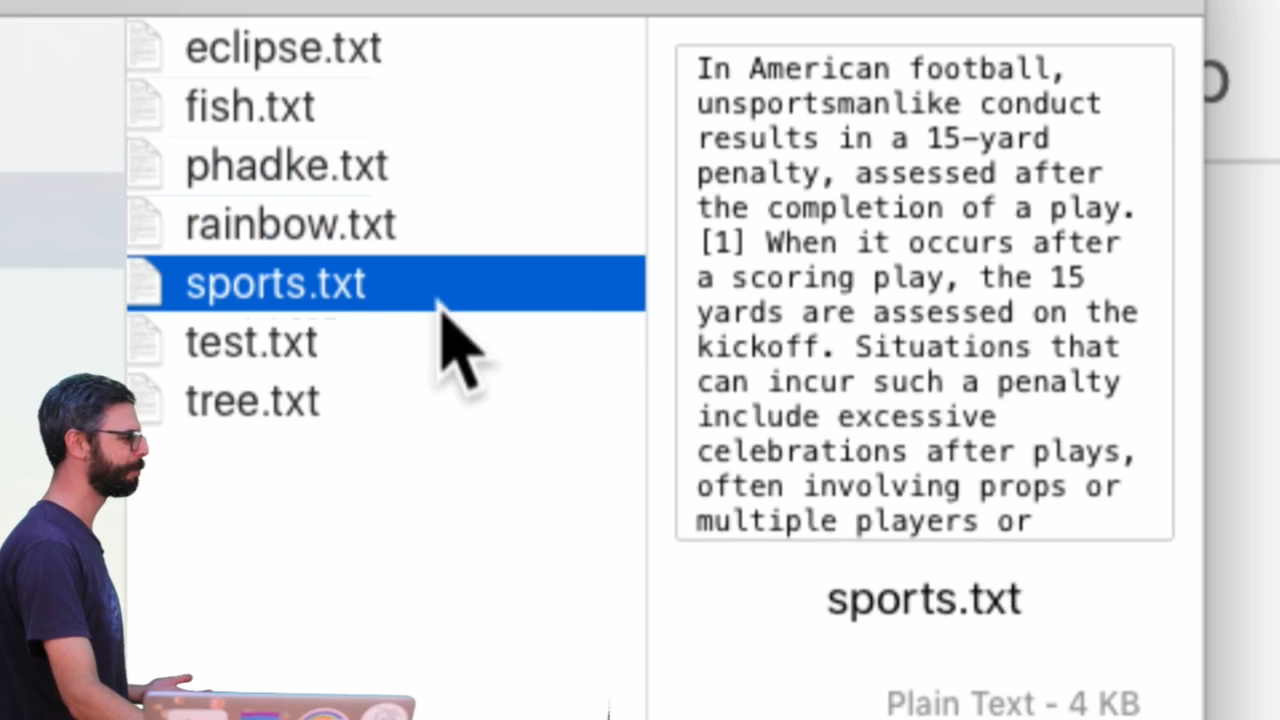 eclipse.txt
fish.txt
phadke.txt
rainbow.txt
sports.txt
test.txt
tree.txt
In American football,
unsportsmanlike conduct
results in a 15-yard
penalty, assessed after
the completion of a play.
[1] When it occurs after
a scoring play, the 15
yards are assessed on the
kickoff. Situations that
can incur such a penalty
include excessive
celebrations after plays,
often involving props or
multiple players or
sports.txt
Plain Text - 4 KB